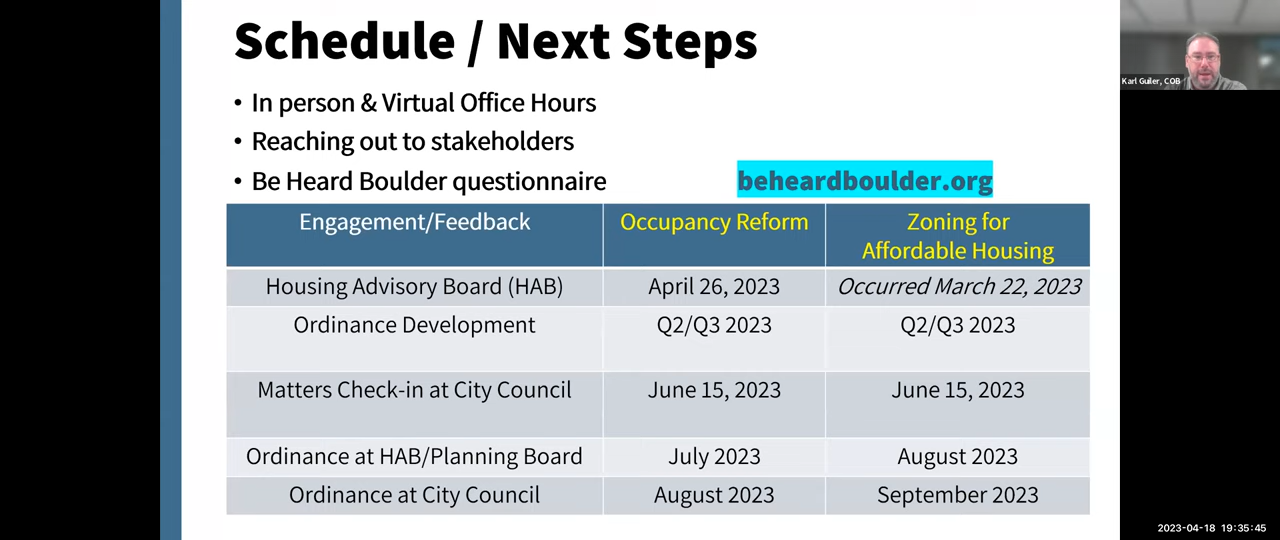 Schedule / Next Steps
• In person & Virtual Office Hours
• Reaching out to stakeholders
• Be Heard Boulder questionnaire
beheardboulder.org
Engagement/Feedback
Occupancy Reform
Zoning for
Affordable Housing
Housing Advisory Board (HAB)
April 26, 2023
Occurred March 22, 2023
Ordinance Development
Q2/Q3 2023
Q2/Q3 2023
Matters Check-in at City Council
June 15, 2023
June 15, 2023
Ordinance at HAB/Planning Board
July 2023
August 2023
Ordinance at City Council
August 2023
September 2023
Karl Guiler, COB
2023-04-18 19:35:45